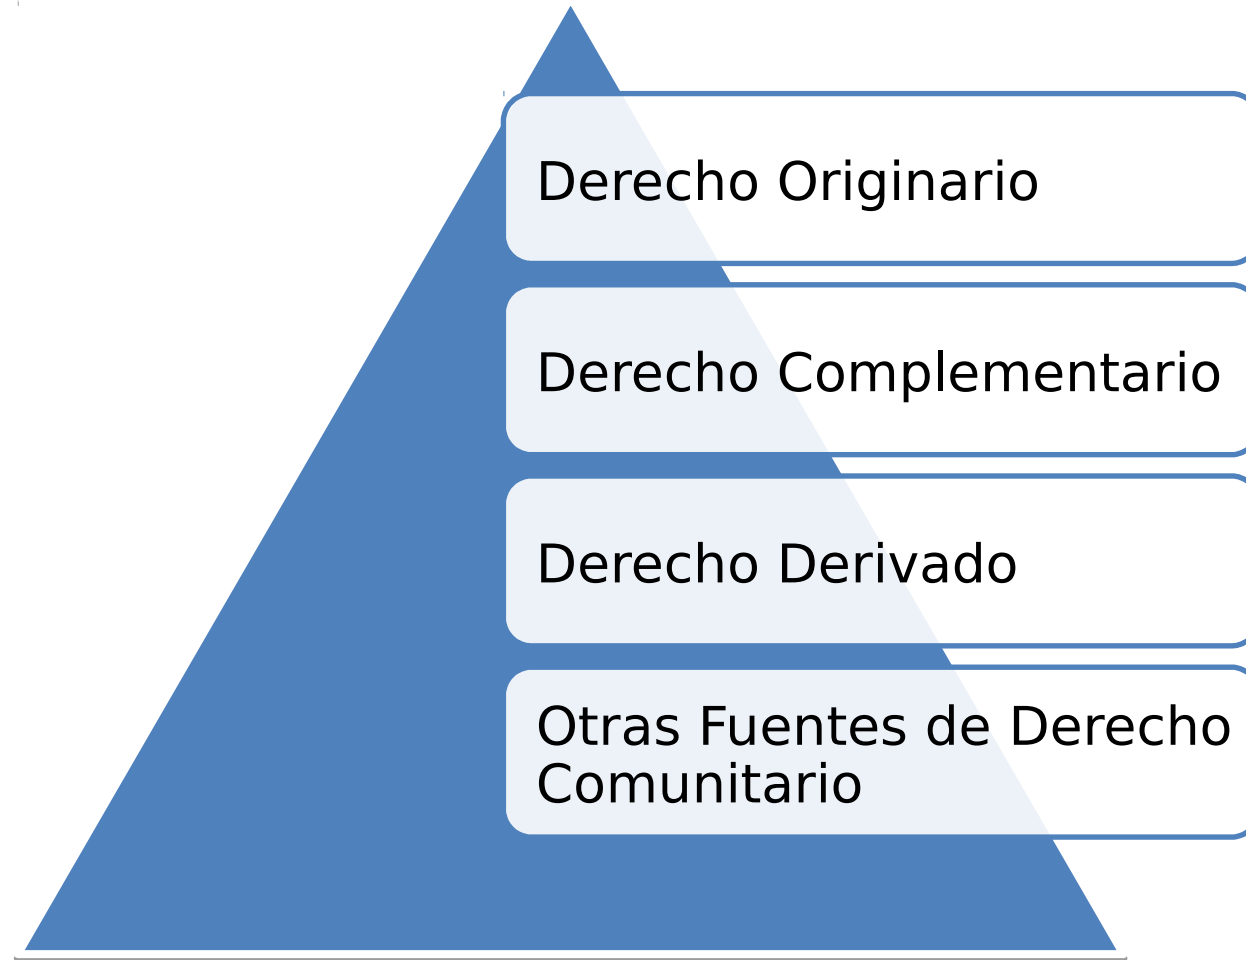 Derecho Originario
Derecho Complementario
Derecho Derivado
Otras Fuentes de Derecho
Comunitario